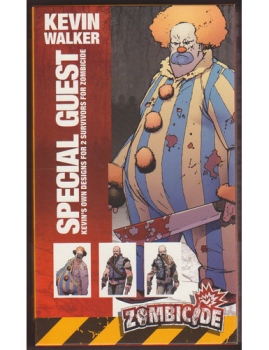 KEVIN
WALKER
SPECIAL GUEST
KEVIN'S OWN DESIGNS FOR 2 SURVIVORS FOR ZOMBICIDE
ZOMBICIDE